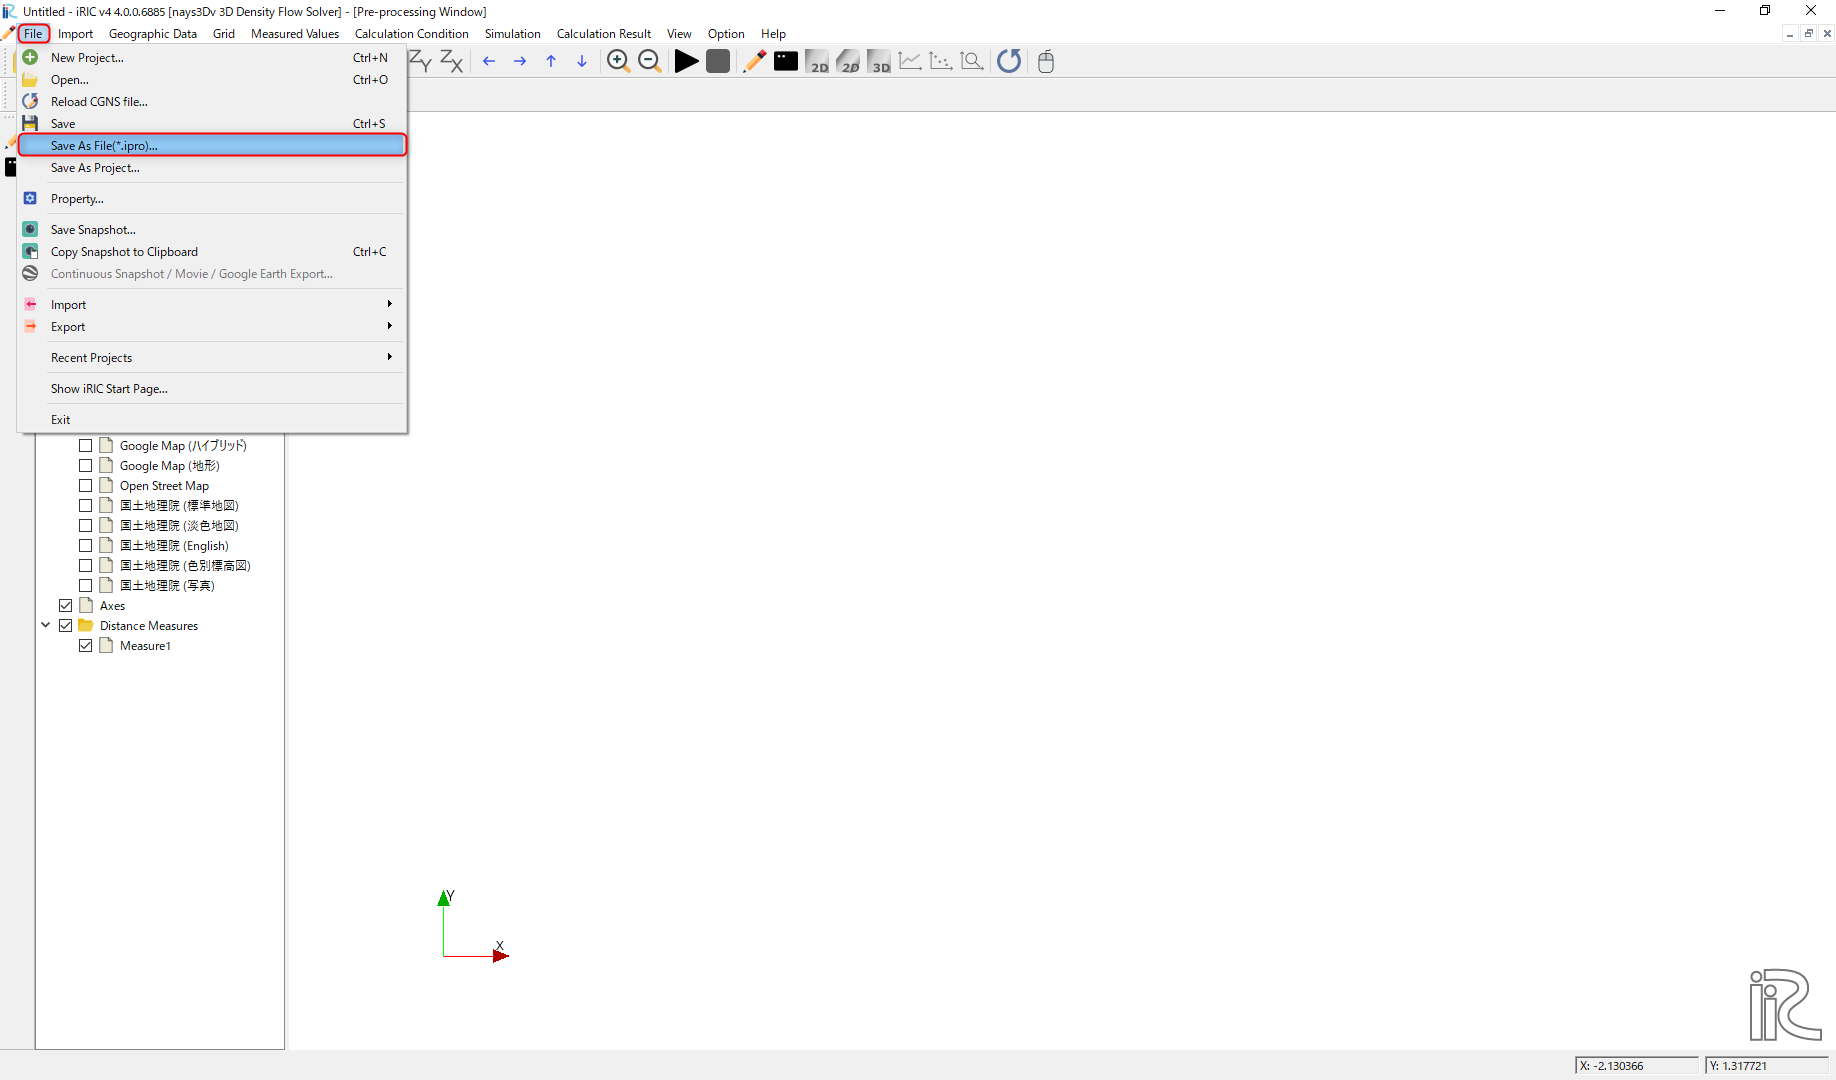 Untitled - iRIC v4 4.0.0.6885 [nays3Dv 3D Density Flow Solver] - [Pre-processing Window]
File Import Geographic Data Grid Measured Values Calculation Condition Simulation Calculation Result View Option Help
New Project... Ctrl+N
ZY ZX 2D 2D 3D
Open... Ctrl+O
Reload CGNS file...
Save Ctrl+S
Save As File(*.ipro)...
Save As Project...
Property...
Save Snapshot...
Copy Snapshot to Clipboard Ctrl+C
Continuous Snapshot / Movie / Google Earth Export...
Import
Export
Recent Projects
Show iRIC Start Page...
Exit
Google Map (ハイブリッド)
Google Map (地形)
Open Street Map
国土地理院 (標準地図)
国土地理院 (淡色地図)
国土地理院 (English)
国土地理院 (色別標高図)
国土地理院 (写真)
Axes
Distance Measures
Measure1
Y
X
iRIC
X: -2.130366 Y: 1.317721